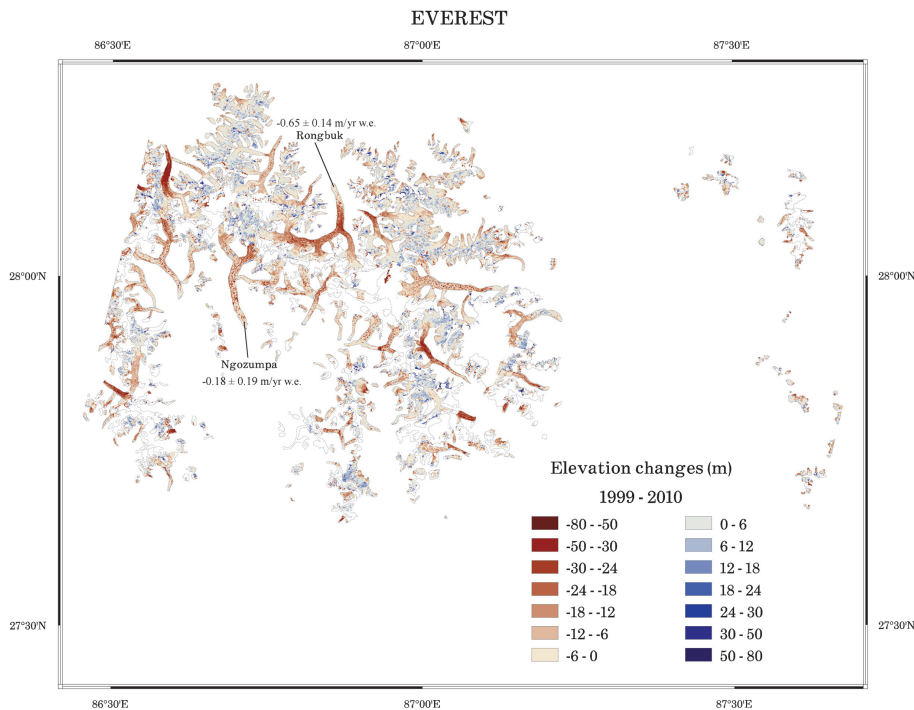 EVEREST
86°30'E 87°00'E 87°30'E
-0.65 ± 0.14 m/yr w.e.
Rongbuk
28°00'N 28°00'N
Ngozumpa
-0.18 ± 0.19 m/yr w.e.
Elevation changes (m)
1999 - 2010
-80 - -50 0 - 6
-50 - -30 6 - 12
-30 - -24 12 - 18
-24 - -18 18 - 24
-18 - -12 24 - 30
-12 - -6 30 - 50
-6 - 0 50 - 80
27°30'N 27°30'N
86°30'E 87°00'E 87°30'E